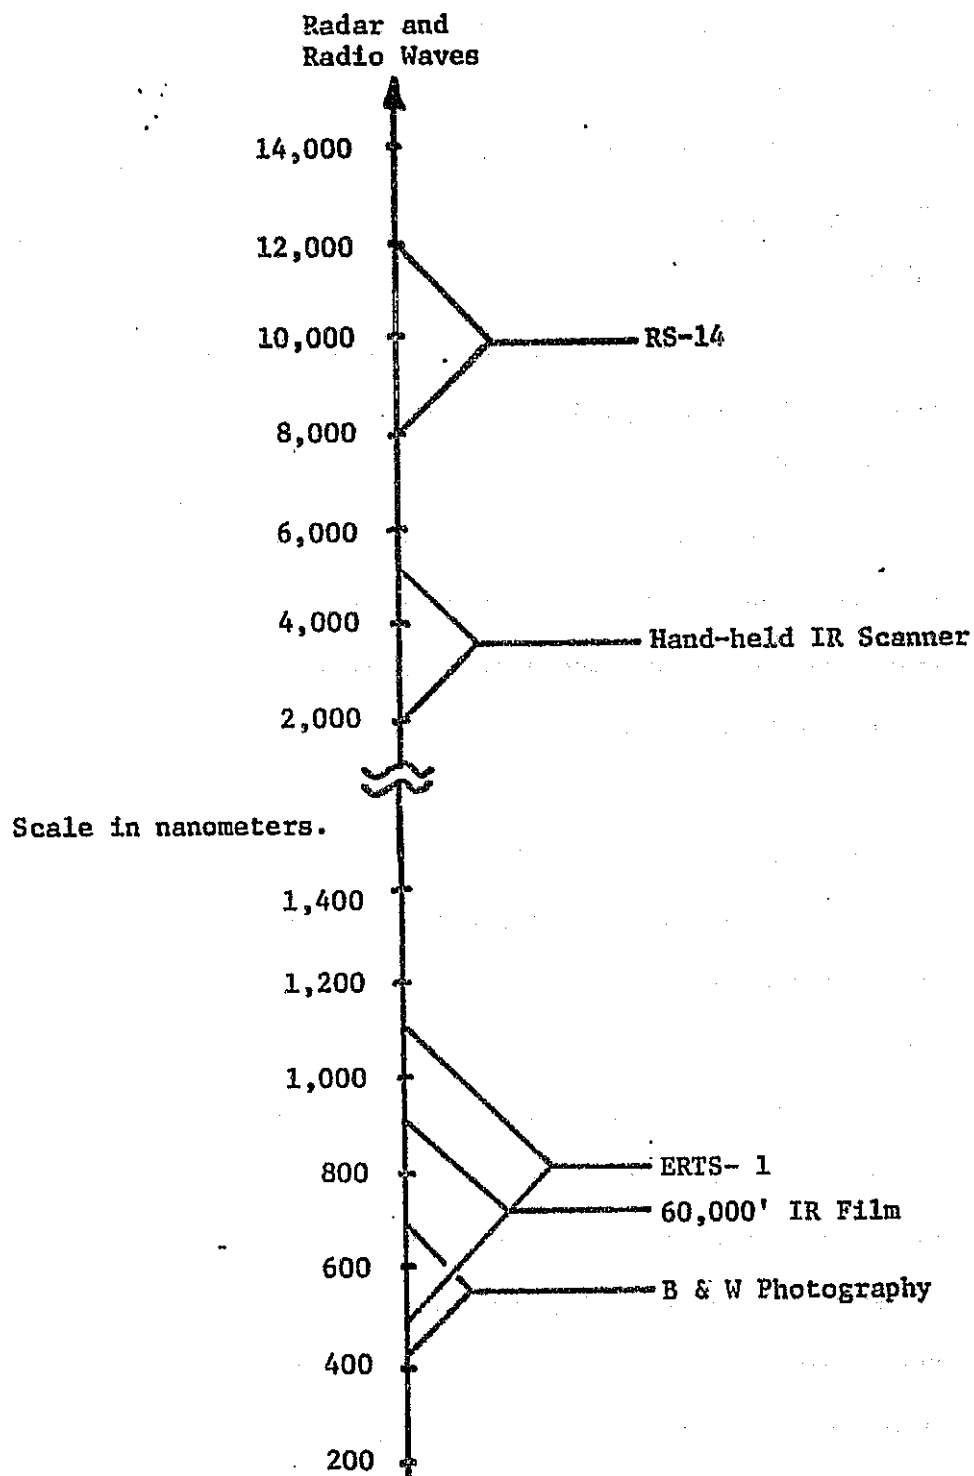 Radar and
Radio Waves
14,000
12,000
10,000
RS-14
8,000
6,000
4,000
Hand-held IR Scanner
2,000
Scale in nanometers.
1,400
1,200
1,000
800
ERTS- 1
60,000' IR Film
600
B & W Photography
400
200